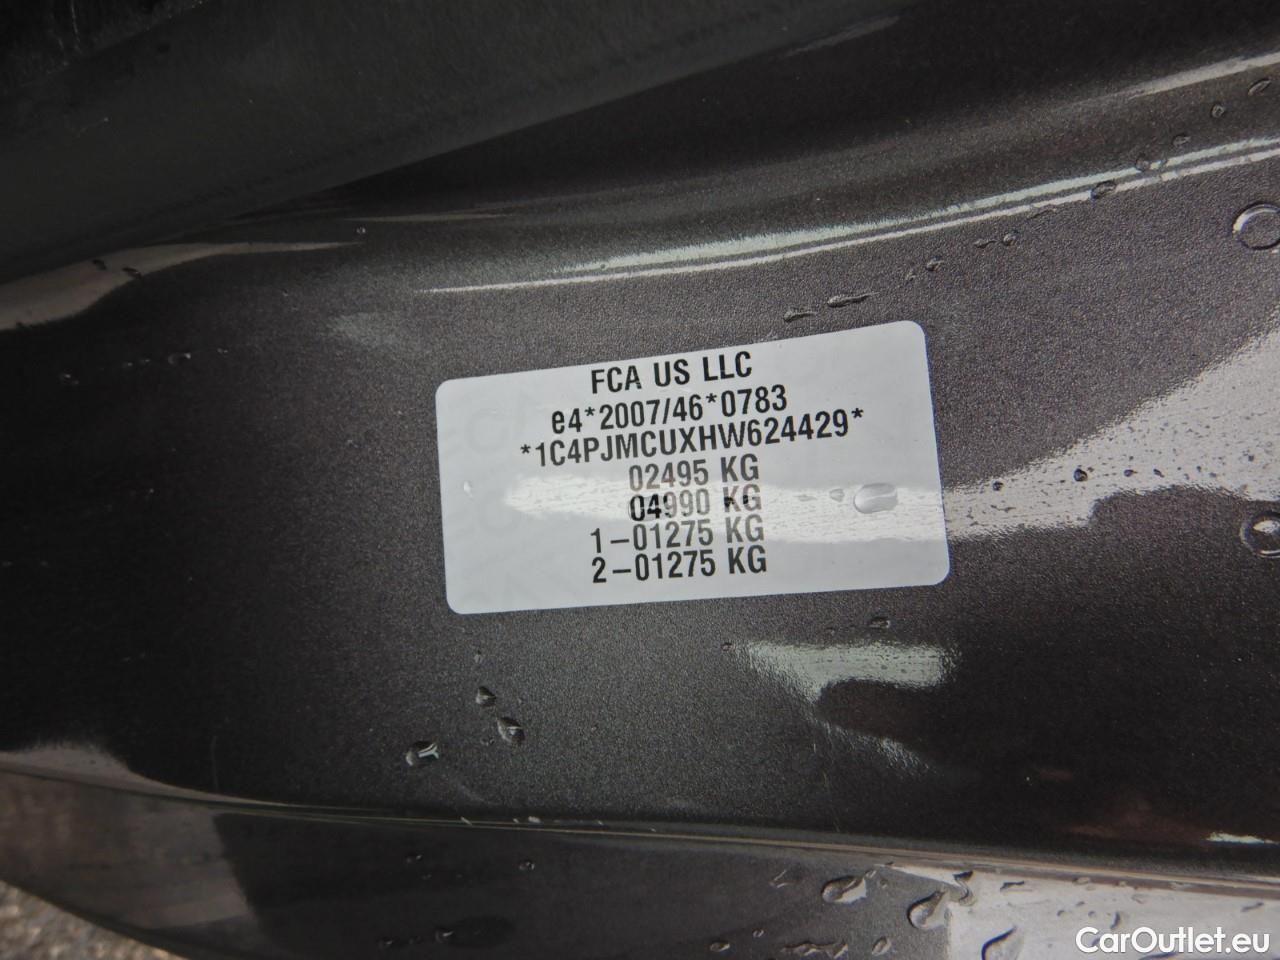 FCA US LLC
e4*2007/46*0783
*1C4PJMCUXHW624429*
02495 KG
04990 KG
1-01275 KG
2-01275 KG
CarOutlet.eu